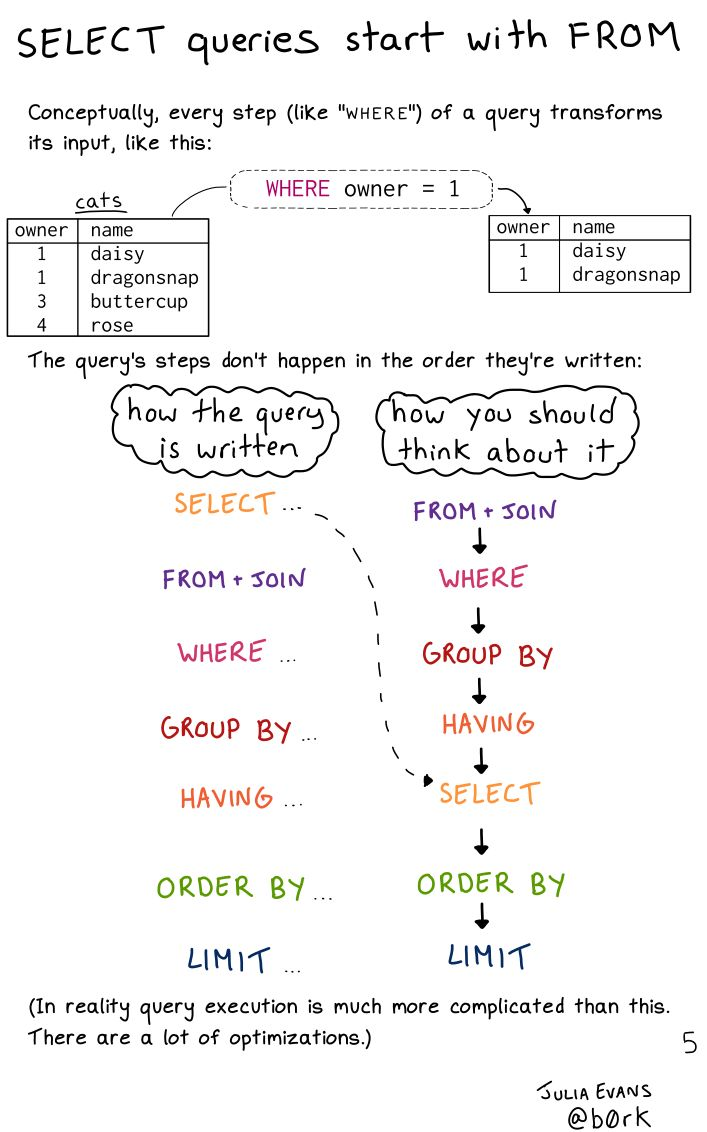 SELECT queries start with FROM
Conceptually, every step (like "WHERE") of a query transforms
its input, like this:
WHERE owner = 1
cats
owner name
1 daisy
1 dragonsnap
3 buttercup
4 rose
owner name
1 daisy
1 dragonsnap
The query's steps don't happen in the order they're written:
how the query
is written
SELECT ...
FROM + JOIN
WHERE ...
GROUP BY ...
HAVING ...
ORDER BY ...
LIMIT ...
how you should
think about it
FROM + JOIN
WHERE
GROUP BY
HAVING
SELECT
ORDER BY
LIMIT
(In reality query execution is much more complicated than this.
There are a lot of optimizations.)
5
JULIA EVANS
@b0rk